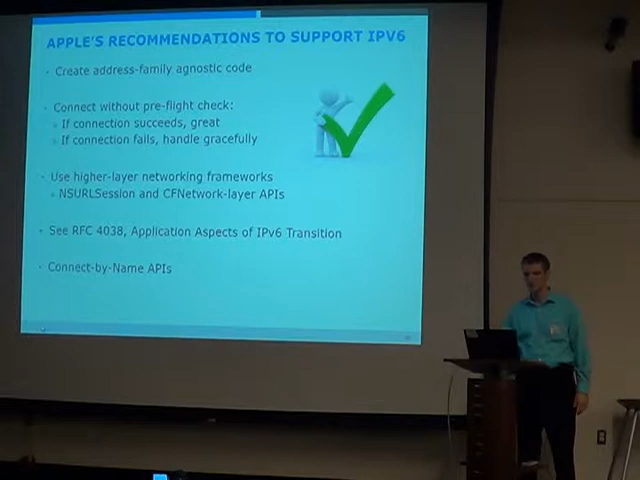 APPLE'S RECOMMENDATIONS TO SUPPORT IPV6
Create address-family agnostic code
Connect without pre-flight check:
If connection succeeds, great
If connection fails, handle gracefully
Use higher-layer networking frameworks
NSURLSession and CFNetwork-layer APIs
See RFC 4038, Application Aspects of IPv6 Transition
Connect-by-Name APIs